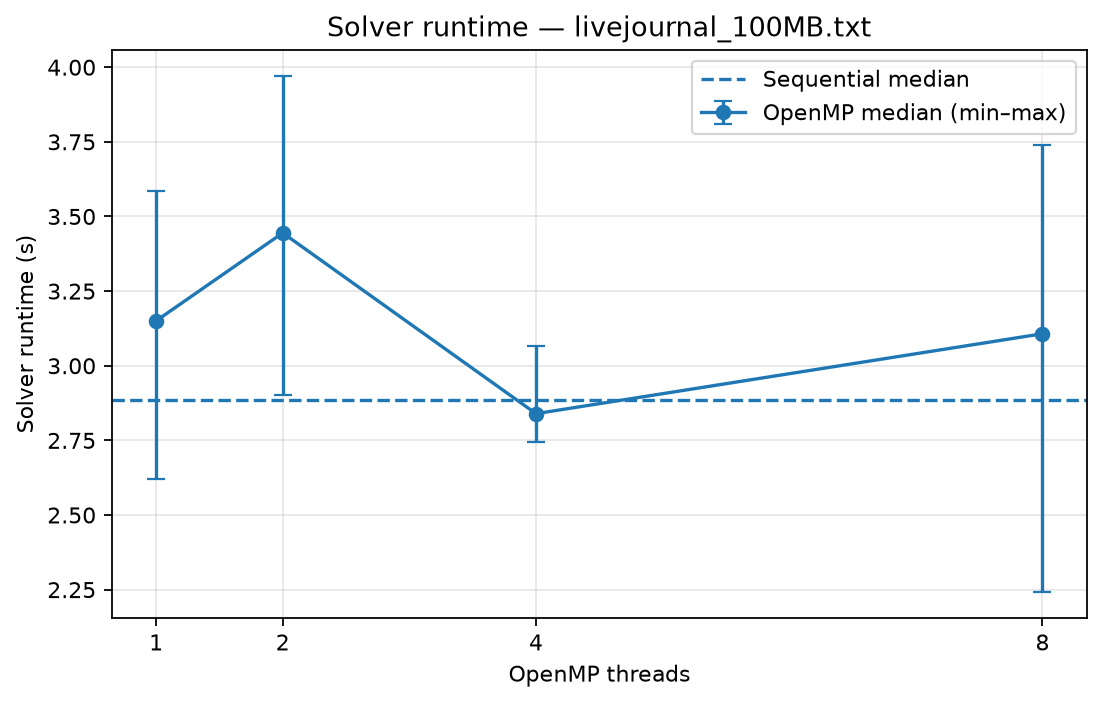 Solver runtime — livejournal_100MB.txt
Sequential median
OpenMP median (min–max)
Solver runtime (s)
4.00
3.75
3.50
3.25
3.00
2.75
2.50
2.25
1 2 4 8
OpenMP threads